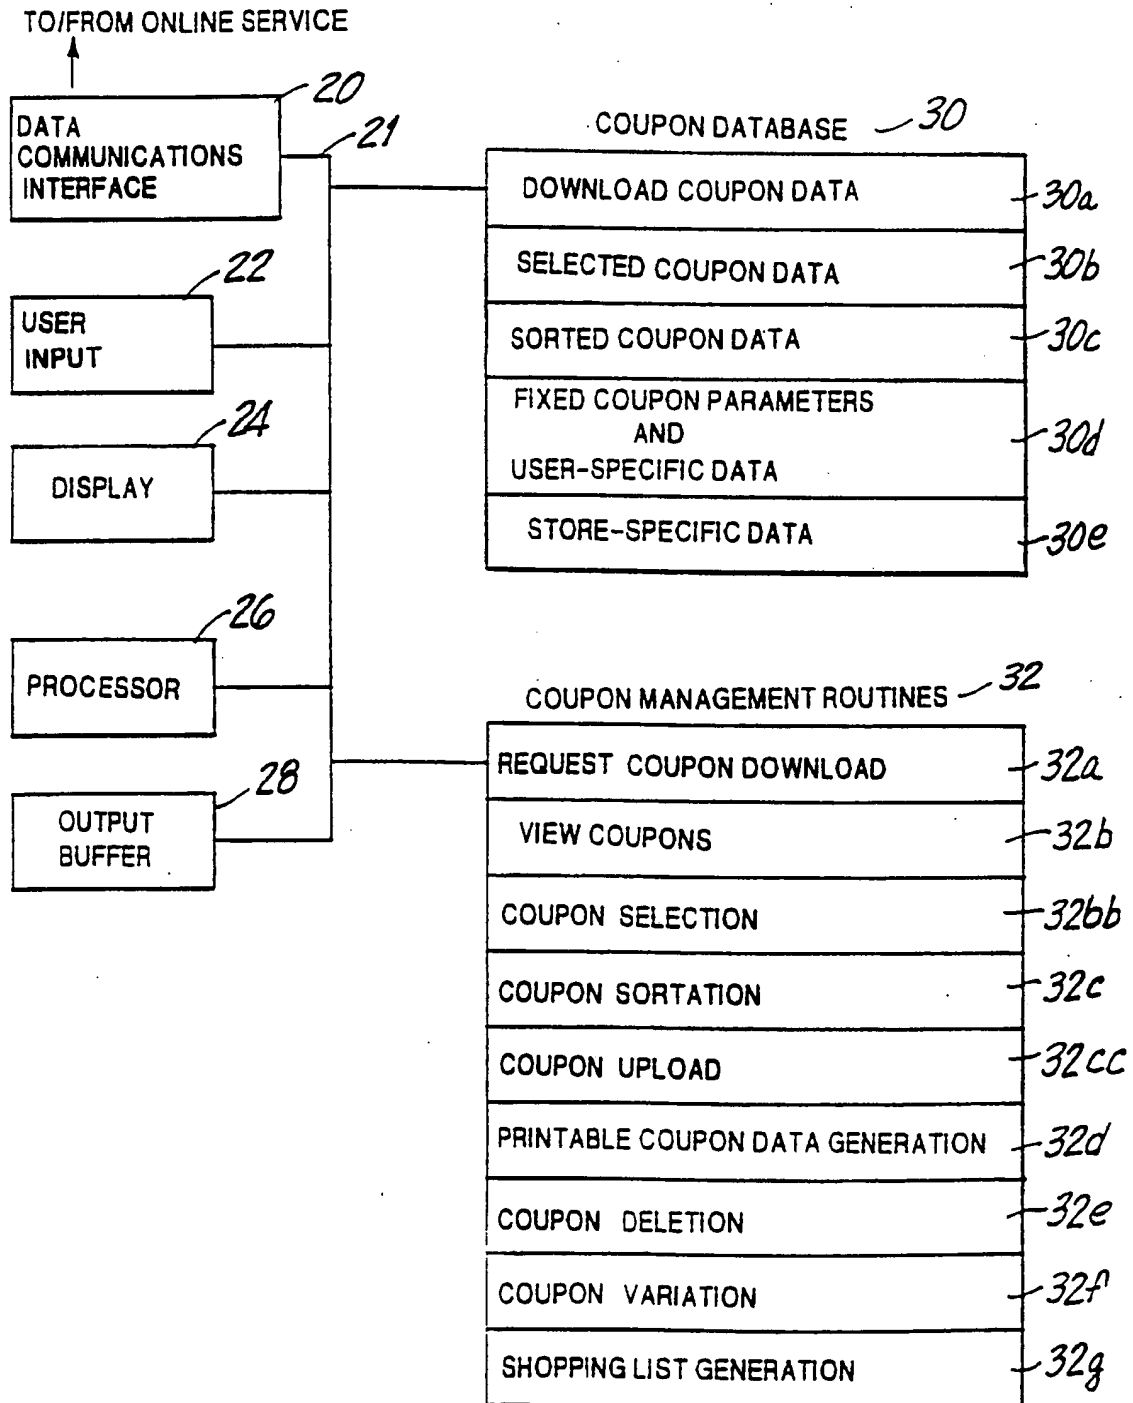 TO/FROM ONLINE SERVICE
20
DATA
COMMUNICATIONS
INTERFACE
21
22
USER
INPUT
24
DISPLAY
26
PROCESSOR
28
OUTPUT
BUFFER
COUPON DATABASE 30
DOWNLOAD COUPON DATA 30a
SELECTED COUPON DATA 30b
SORTED COUPON DATA 30c
FIXED COUPON PARAMETERS
AND
USER-SPECIFIC DATA
30d
STORE-SPECIFIC DATA 30e
COUPON MANAGEMENT ROUTINES 32
REQUEST COUPON DOWNLOAD 32a
VIEW COUPONS 32b
COUPON SELECTION 32bb
COUPON SORTATION 32c
COUPON UPLOAD 32cc
PRINTABLE COUPON DATA GENERATION 32d
COUPON DELETION 32e
COUPON VARIATION 32f
SHOPPING LIST GENERATION 32g